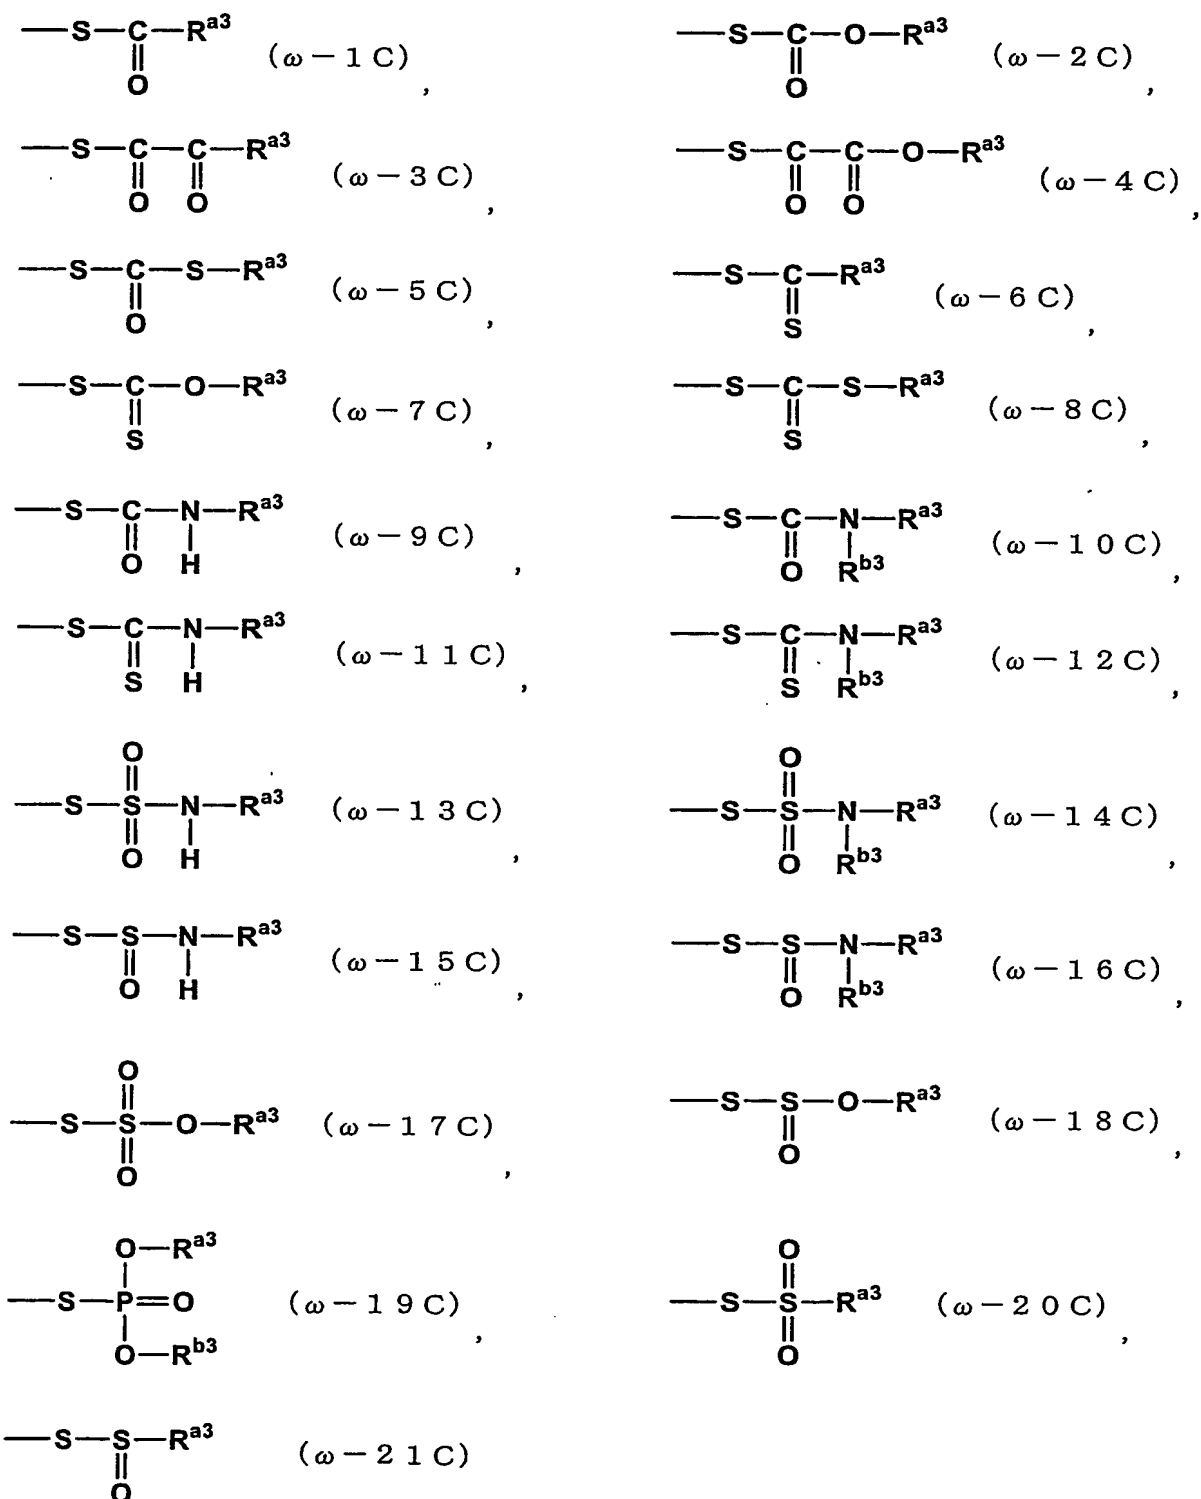 —S—C—R^a3 (ω−1C),
O
—S—C—O—R^a3 (ω−2C),
O
—S—C—C—R^a3 (ω−3C),
O O
—S—C—C—O—R^a3 (ω−4C),
O O
—S—C—S—R^a3 (ω−5C),
O
—S—C—R^a3 (ω−6C),
S
—S—C—O—R^a3 (ω−7C),
S
—S—C—S—R^a3 (ω−8C),
S
—S—C—N—R^a3 (ω−9C),
O H
—S—C—N—R^a3 (ω−10C),
O R^b3
—S—C—N—R^a3 (ω−11C),
S H
—S—C—N—R^a3 (ω−12C),
S R^b3
O
—S—S—N—R^a3 (ω−13C),
O H
O
—S—S—N—R^a3 (ω−14C),
O R^b3
—S—S—N—R^a3 (ω−15C),
O H
—S—S—N—R^a3 (ω−16C),
O R^b3
O
—S—S—O—R^a3 (ω−17C),
O
—S—S—O—R^a3 (ω−18C),
O
O—R^a3
—S—P=O (ω−19C),
O—R^b3
O
—S—S—R^a3 (ω−20C),
O
—S—S—R^a3 (ω−21C)
O